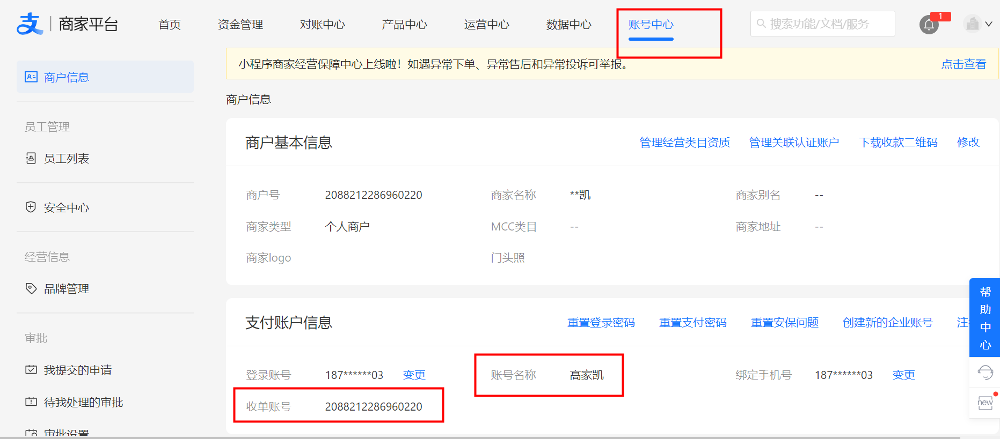 支 商家平台 首页 资金管理 对账中心 产品中心 运营中心 数据中心 账号中心 搜索功能/文档/服务 1
小程序商家经营保障中心上线啦！如遇异常下单、异常售后和异常投诉可举报。 点击查看
商户信息
员工管理
员工列表
安全中心
经营信息
品牌管理
审批
我提交的申请
待我处理的审批
审批设置
商户信息
商户基本信息 管理经营类目资质 管理关联认证账户 下载收款二维码 修改
商户号 2088212286960220 商家名称 **凯 商家别名 --
商家类型 个人商户 MCC类目 -- 商家地址 --
商家logo 门头照
支付账户信息 重置登录密码 重置支付密码 重置安保问题 创建新的企业账号 注
登录账号 187******03 变更 账号名称 高家凯 绑定手机号 187******03 变更
收单账号 2088212286960220
帮助中心
new